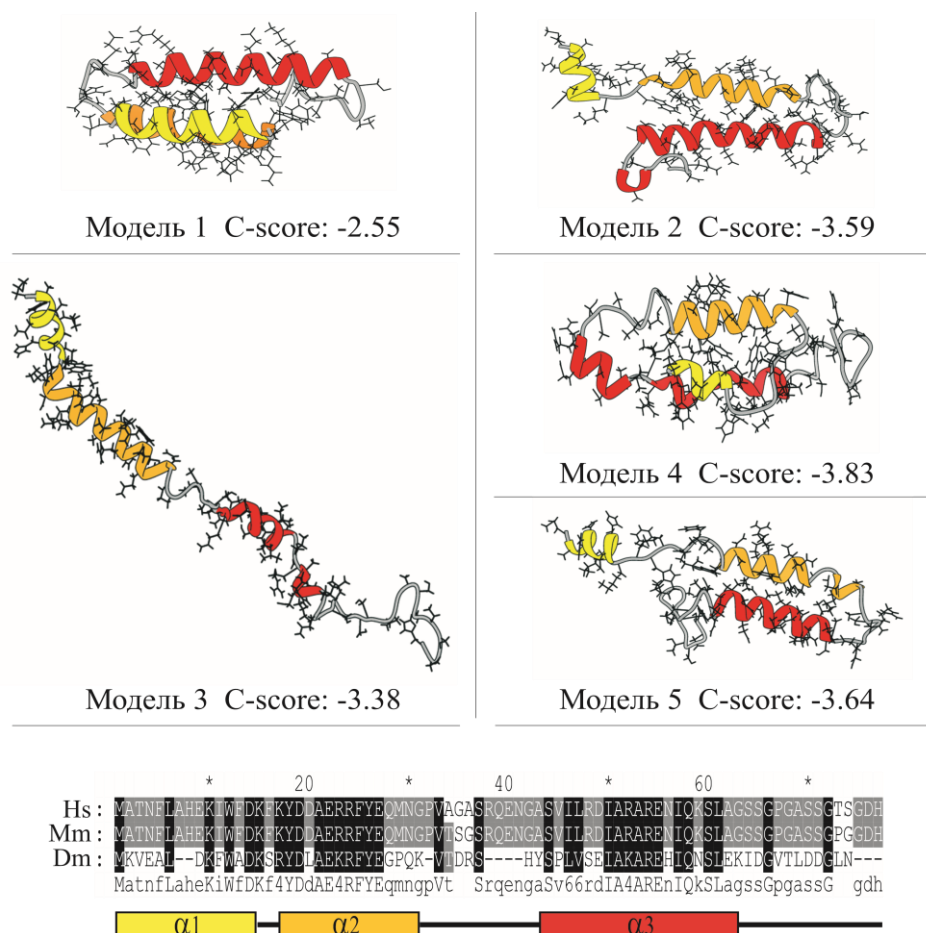 Модель 1 C-score: -2.55
Модель 2 C-score: -3.59
Модель 3 C-score: -3.38
Модель 4 C-score: -3.83
Модель 5 C-score: -3.64
* 20 * 40 * 60 *
Hs : MATNFLAHEKIWFDKFKYDDAERRFYEQMNGPVAGASRQENGASVILRDIARARENIQKSLAGSSGPGASSGTSGDH
Mm : MATNFLAHEKIWFDKFKYDDAERRFYEQMNGPVTSGSRQENGASVILRDIARARENIQKSLAGSSGPGASSGPGGDH
Dm : MKVEAL--DKFWADKSRYDLAERRFYEGPQK-VTDRS----HYSPLVSEIAKAREHIQNSLEKIDGVTLDDGLN---
MatnfLaheKiWfDKf4YDdAE4RFYEqmngpVt  SrqengaSv66rdIA4AREnIQkSLagssGpgassG  gdh
α1 α2 α3